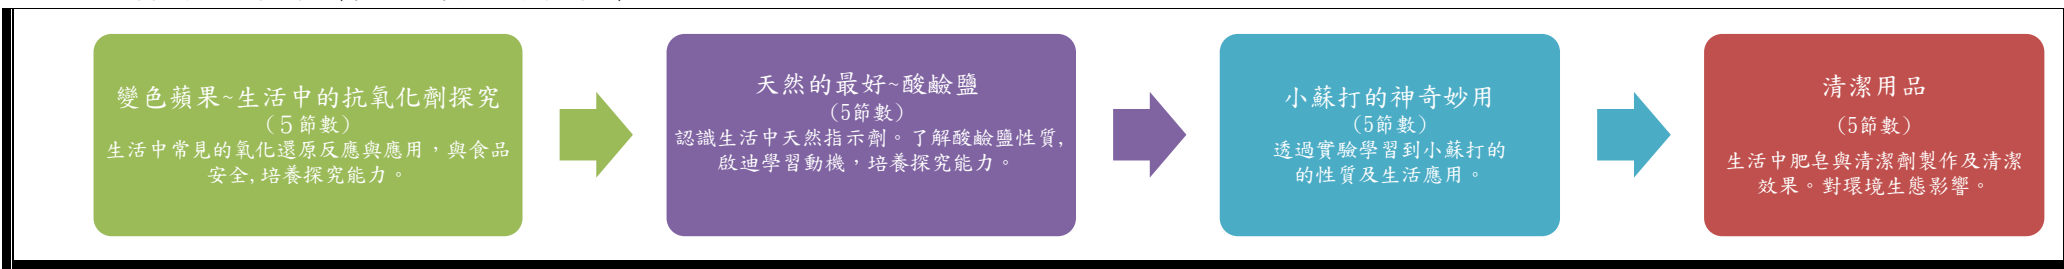 變色蘋果~生活中的抗氧化劑探究
(５節數)
生活中常見的氧化還原反應與應用，與食品
安全,培養探究能力。
天然的最好~酸鹼鹽
(5節數)
認識生活中天然指示劑。了解酸鹼鹽性質,
啟迪學習動機，培養探究能力。
小蘇打的神奇妙用
(5節數)
透過實驗學習到小蘇打的
的性質及生活應用。
清潔用品
(5節數)
生活中肥皂與清潔劑製作及清潔
效果。對環境生態影響。